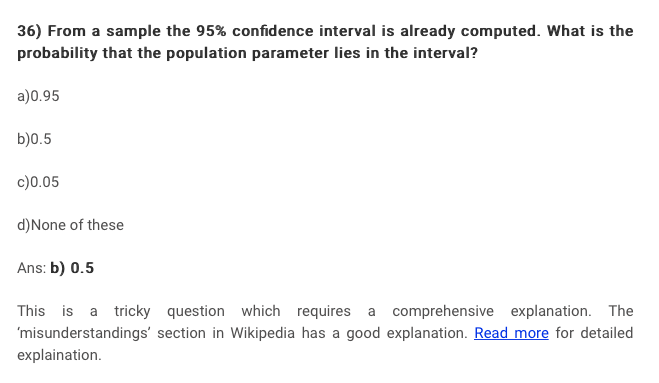 36) From a sample the 95% confidence interval is already computed. What is the
probability that the population parameter lies in the interval?
a)0.95
b)0.5
c)0.05
d)None of these
Ans: b) 0.5
This is a tricky question which requires a comprehensive explanation. The
‘misunderstandings’ section in Wikipedia has a good explanation. Read more for detailed
explaination.